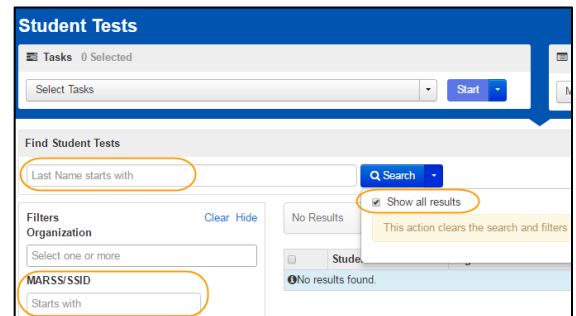 Student Tests
Tasks 0 Selected
Select Tasks
Start
Find Student Tests
Last Name starts with
Search
Show all results
This action clears the search and filters
Filters
Clear Hide
Organization
Select one or more
No Results
MARSS/SSID
Starts with
No results found.